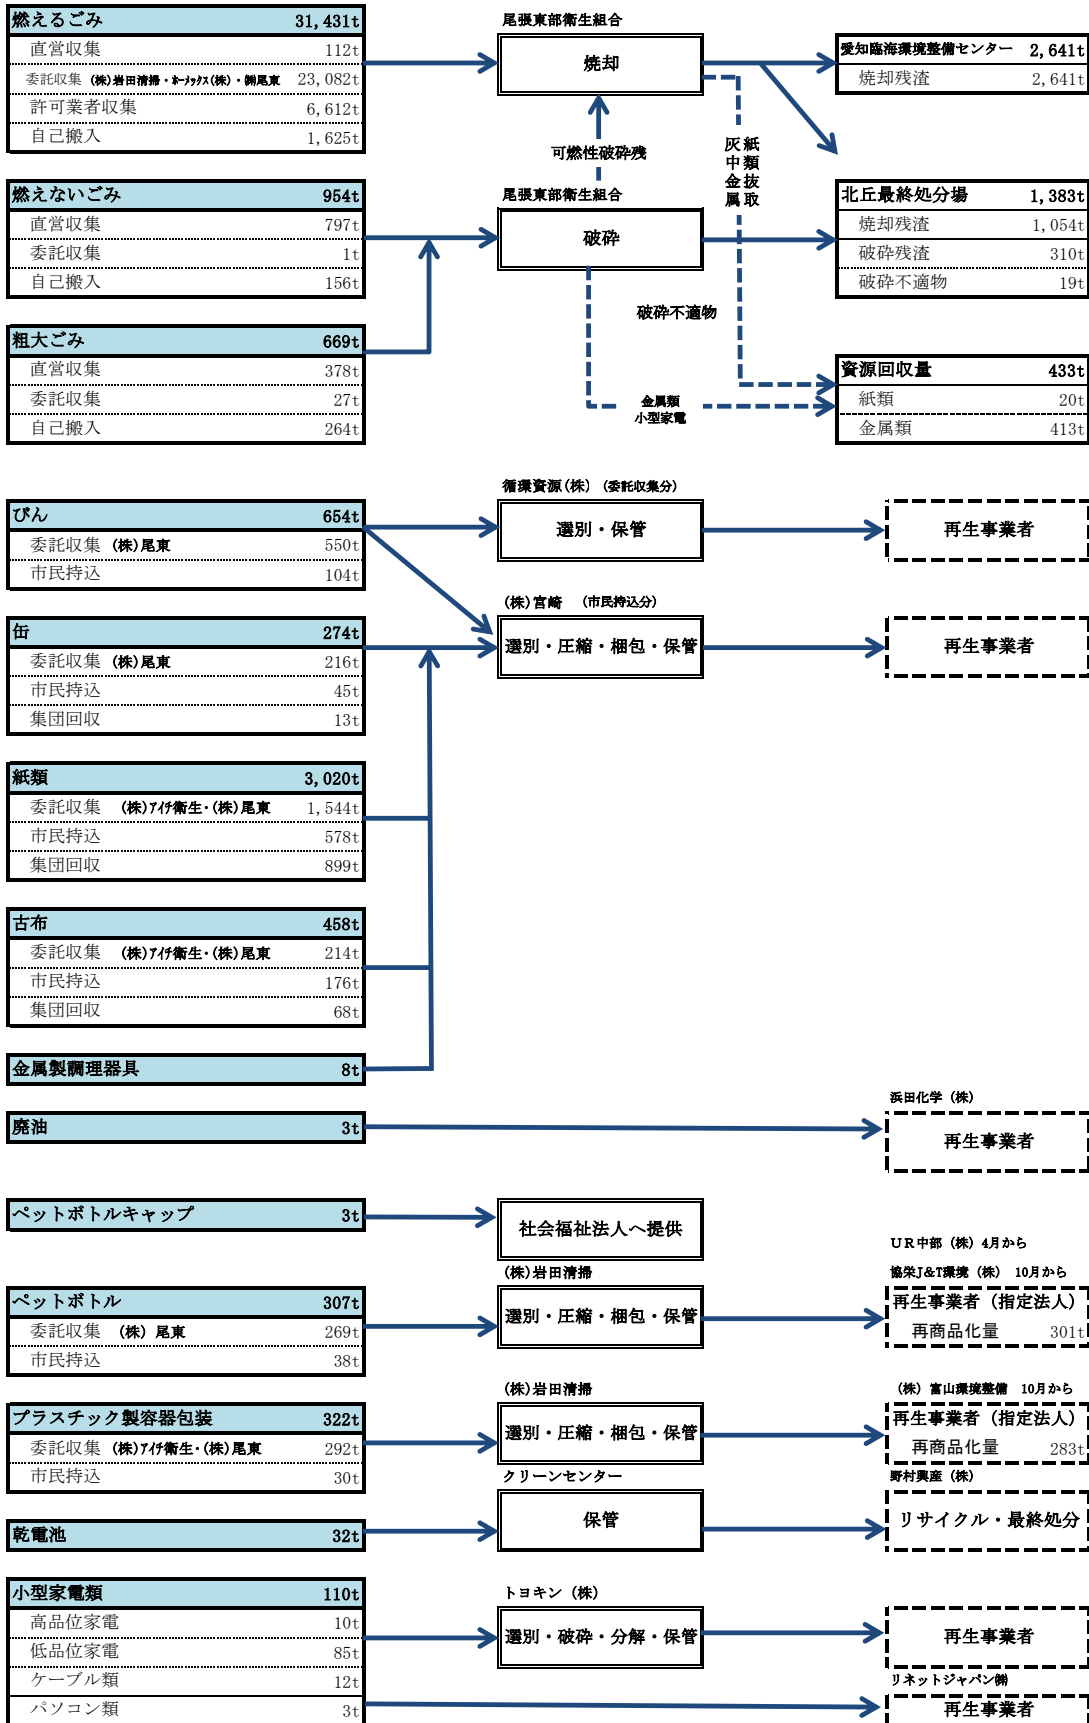 燃えるごみ 31,431t
直営収集 112t
委託収集 (株)岩田清掃・ﾎｰﾒｯｸｽ(株)・㈱尾東 23,082t
許可業者収集 6,612t
自己搬入 1,625t
尾張東部衛生組合
焼却
愛知臨海環境整備センター 2,641t
焼却残渣 2,641t
可燃性破砕残
灰中金属
紙類抜取
燃えないごみ 954t
直営収集 797t
委託収集 1t
自己搬入 156t
尾張東部衛生組合
破砕
北丘最終処分場 1,383t
焼却残渣 1,054t
破砕残渣 310t
破砕不適物 19t
破砕不適物
粗大ごみ 669t
直営収集 378t
委託収集 27t
自己搬入 264t
金属類
小型家電
資源回収量 433t
紙類 20t
金属類 413t
びん 654t
委託収集 (株)尾東 550t
市民持込 104t
循環資源(株) (委託収集分)
選別・保管
再生事業者
缶 274t
委託収集 (株)尾東 216t
市民持込 45t
集団回収 13t
(株)宮崎 (市民持込分)
選別・圧縮・梱包・保管
再生事業者
紙類 3,020t
委託収集 (株)ｱｲﾁ衛生・(株)尾東 1,544t
市民持込 578t
集団回収 899t
古布 458t
委託収集 (株)ｱｲﾁ衛生・(株)尾東 214t
市民持込 176t
集団回収 68t
金属製調理器具 8t
廃油 3t
浜田化学（株）
再生事業者
ペットボトルキャップ 3t
社会福祉法人へ提供
ペットボトル 307t
委託収集 （株）尾東 269t
市民持込 38t
(株)岩田清掃
選別・圧縮・梱包・保管
ＵＲ中部（株）4月から
協栄J&T環境（株） 10月から
再生事業者（指定法人）
再商品化量 301t
プラスチック製容器包装 322t
委託収集 (株)ｱｲﾁ衛生・(株)尾東 292t
市民持込 30t
(株)岩田清掃
選別・圧縮・梱包・保管
（株）富山環境整備 10月から
再生事業者（指定法人）
再商品化量 283t
乾電池 32t
クリーンセンター
保管
野村興産（株）
リサイクル・最終処分
小型家電類 110t
高品位家電 10t
低品位家電 85t
ケーブル類 12t
パソコン類 3t
トヨキン（株）
選別・破砕・分解・保管
再生事業者
リネットジャパン㈱
再生事業者